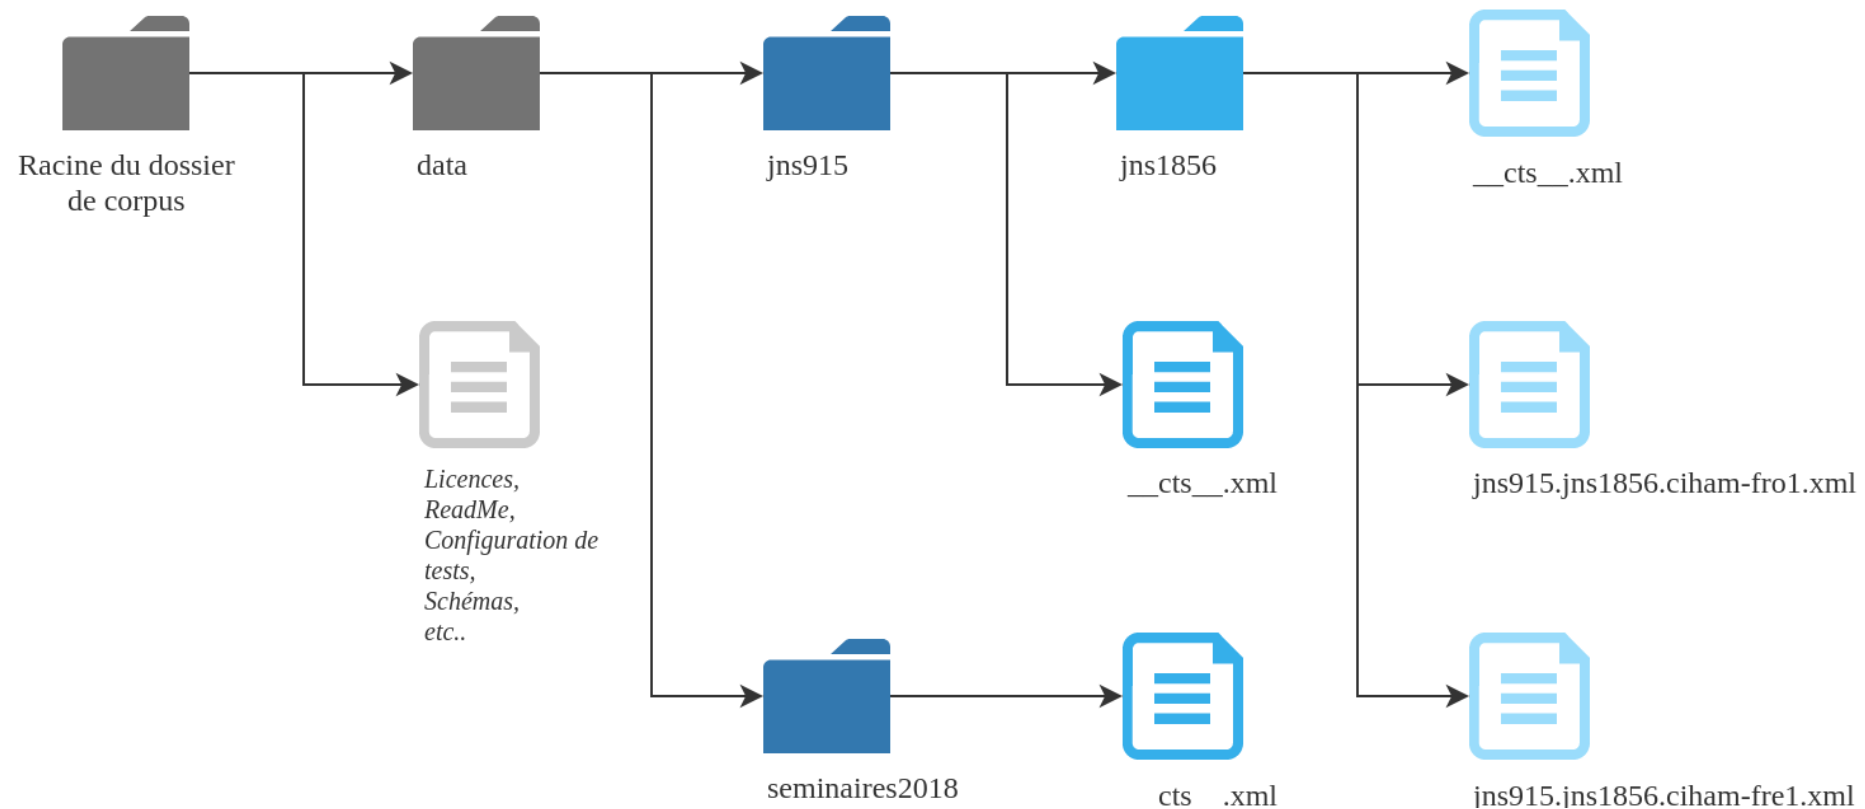 Racine du dossier
de corpus
data
jns915
jns1856
__cts__.xml
Licences,
ReadMe,
Configuration de
tests,
Schémas,
etc..
__cts__.xml
jns915.jns1856.ciham-fro1.xml
seminaires2018
cts .xml
jns915.jns1856.ciham-fre1.xml